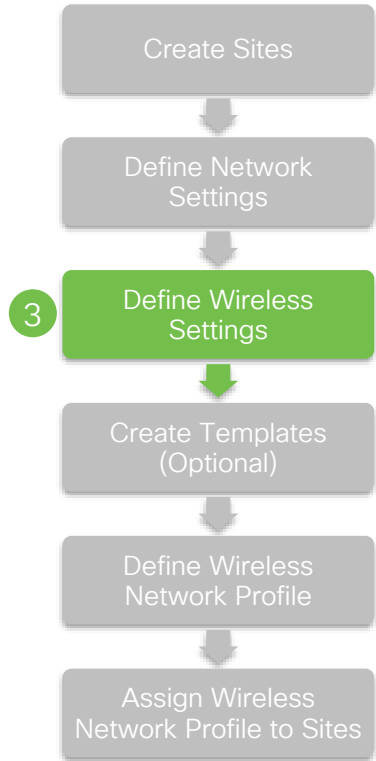 Create Sites
Define Network
Settings
3
Define Wireless
Settings
Create Templates
(Optional)
Define Wireless
Network Profile
Assign Wireless
Network Profile to Sites